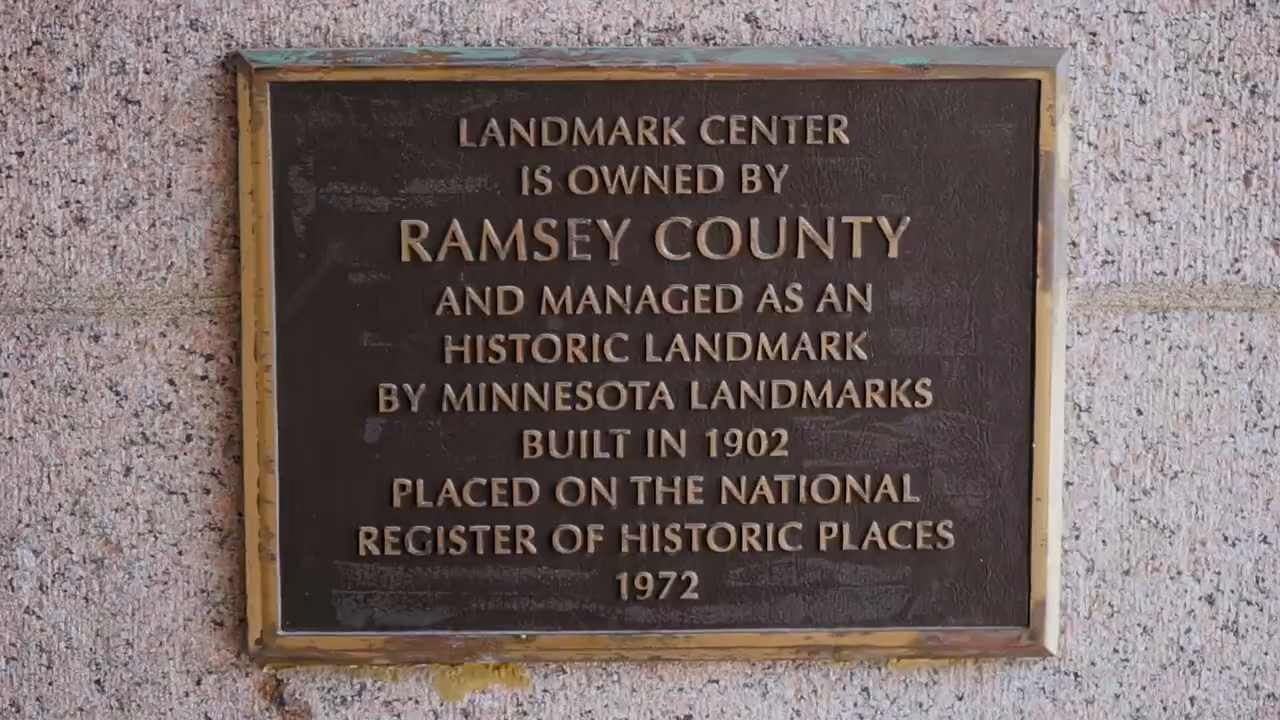 LANDMARK CENTER
IS OWNED BY
RAMSEY COUNTY
AND MANAGED AS AN
HISTORIC LANDMARK
BY MINNESOTA LANDMARKS
BUILT IN 1902
PLACED ON THE NATIONAL
REGISTER OF HISTORIC PLACES
1972